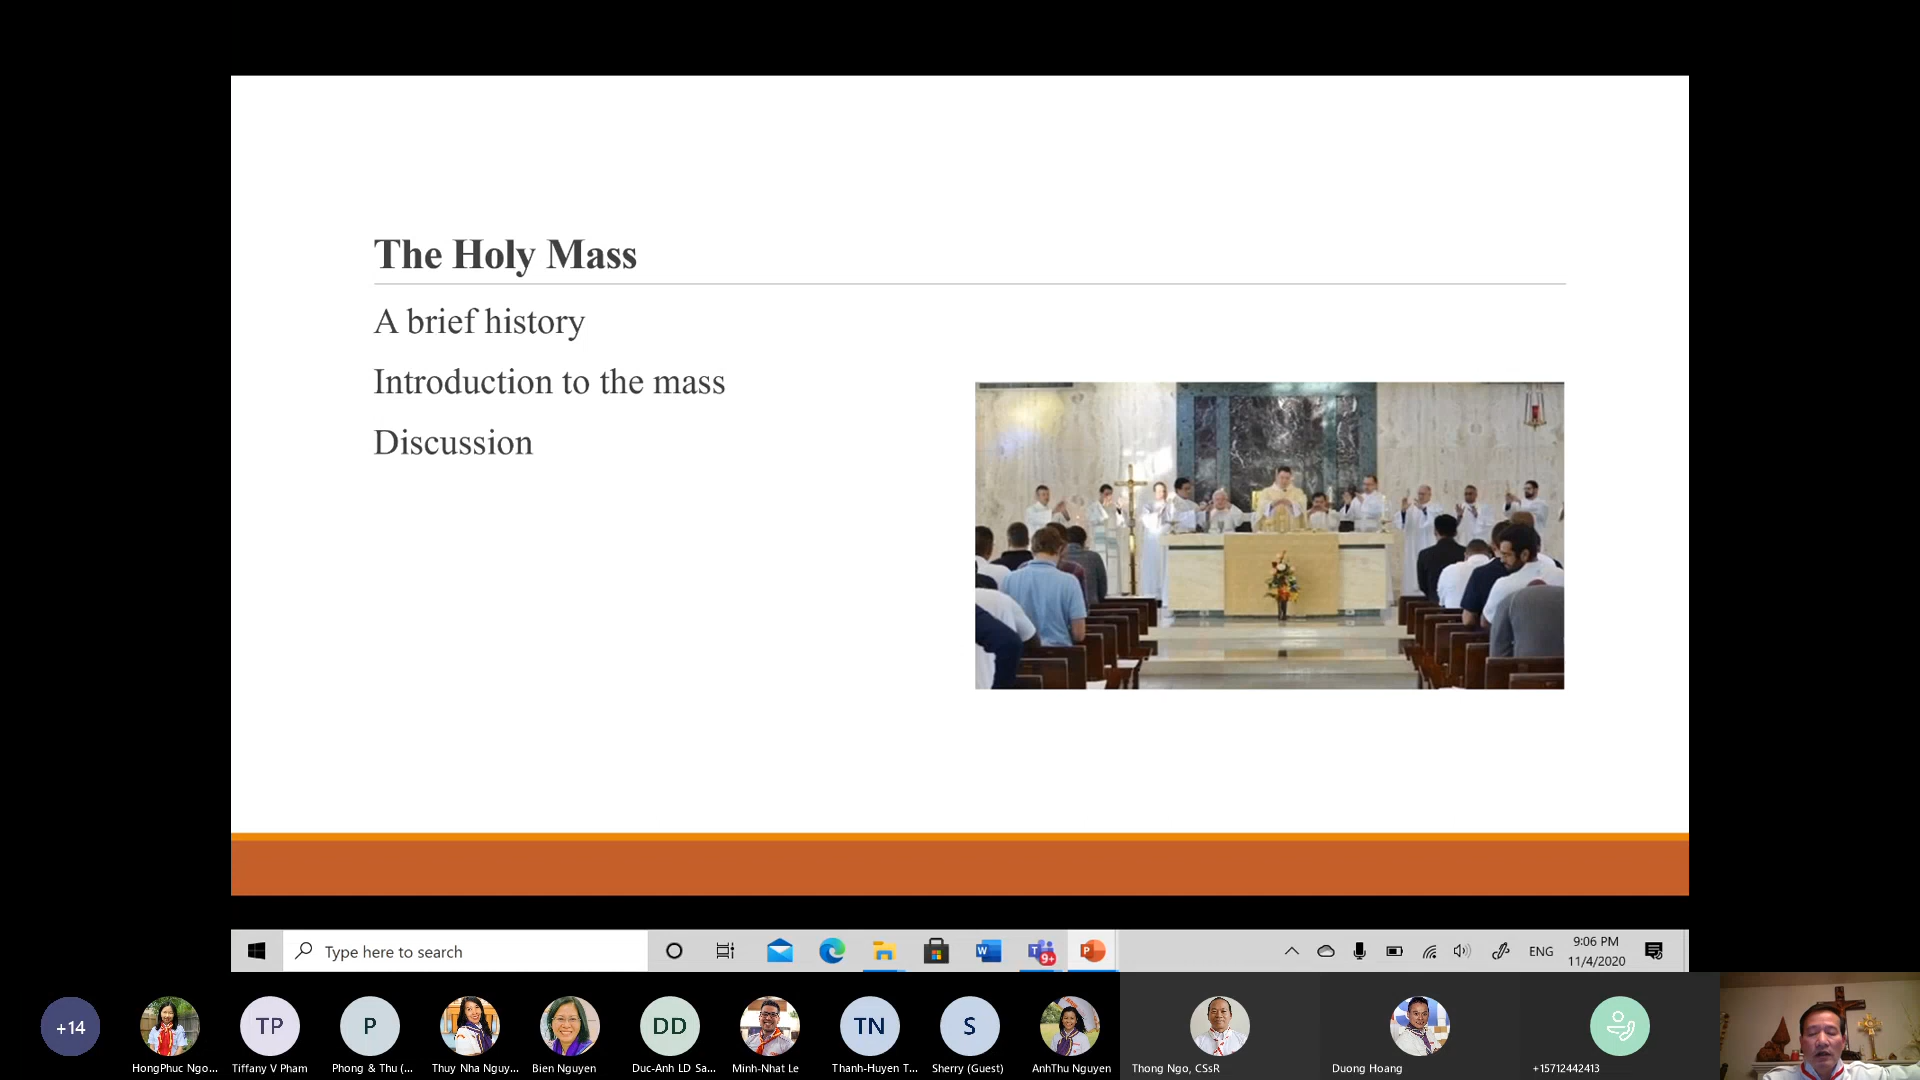 The Holy Mass
A brief history
Introduction to the mass
Discussion
Type here to search
W
T
9+
P
ENG
9:06 PM
11/4/2020
+14
TP
P
DD
TN
S
HongPhuc Ngo...
Tiffany V Pham
Phong & Thu (...
Thuy Nha Nguy...
Bien Nguyen
Duc-Anh LD Sa...
Minh-Nhat Le
Thanh-Huyen T...
Sherry (Guest)
AnhThu Nguyen
Thong Ngo, CSsR
Duong Hoang
+15712442413